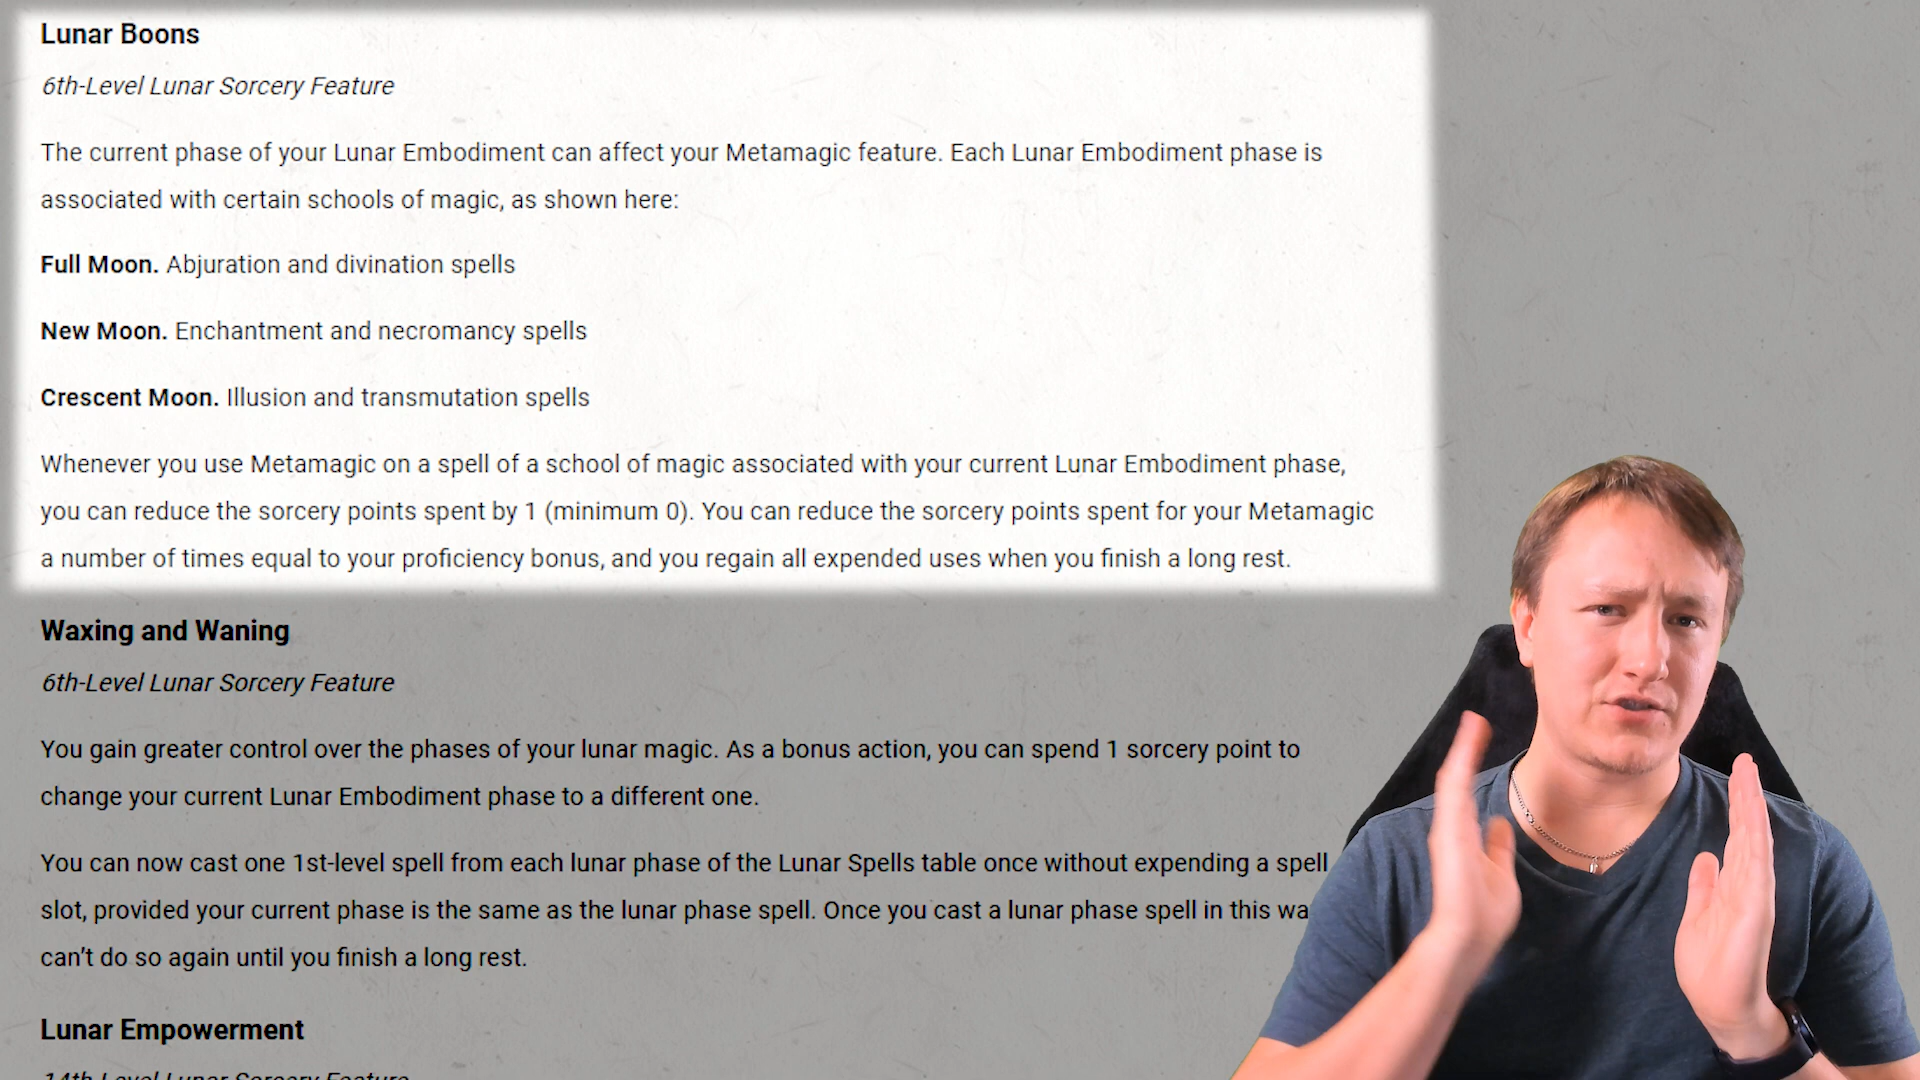 Lunar Boons
6th-Level Lunar Sorcery Feature
The current phase of your Lunar Embodiment can affect your Metamagic feature. Each Lunar Embodiment phase is
associated with certain schools of magic, as shown here:
Full Moon. Abjuration and divination spells
New Moon. Enchantment and necromancy spells
Crescent Moon. Illusion and transmutation spells
Whenever you use Metamagic on a spell of a school of magic associated with your current Lunar Embodiment phase,
you can reduce the sorcery points spent by 1 (minimum 0). You can reduce the sorcery points spent for your Metamagic
a number of times equal to your proficiency bonus, and you regain all expended uses when you finish a long rest.
Waxing and Waning
6th-Level Lunar Sorcery Feature
You gain greater control over the phases of your lunar magic. As a bonus action, you can spend 1 sorcery point to
change your current Lunar Embodiment phase to a different one.
You can now cast one 1st-level spell from each lunar phase of the Lunar Spells table once without expending a spell
slot, provided your current phase is the same as the lunar phase spell. Once you cast a lunar phase spell in this
can’t do so again until you finish a long rest.
Lunar Empowerment
14th-Level Lunar Sorcery Feature